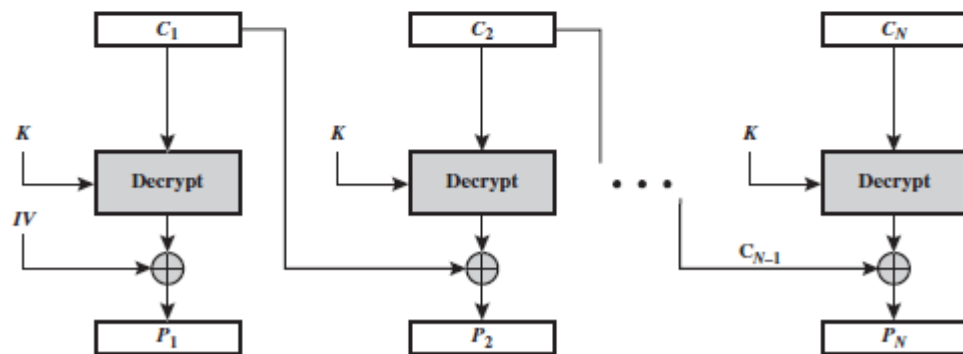 C1 C2 CN
K K K
Decrypt Decrypt Decrypt
IV
CN–1
P1 P2 PN